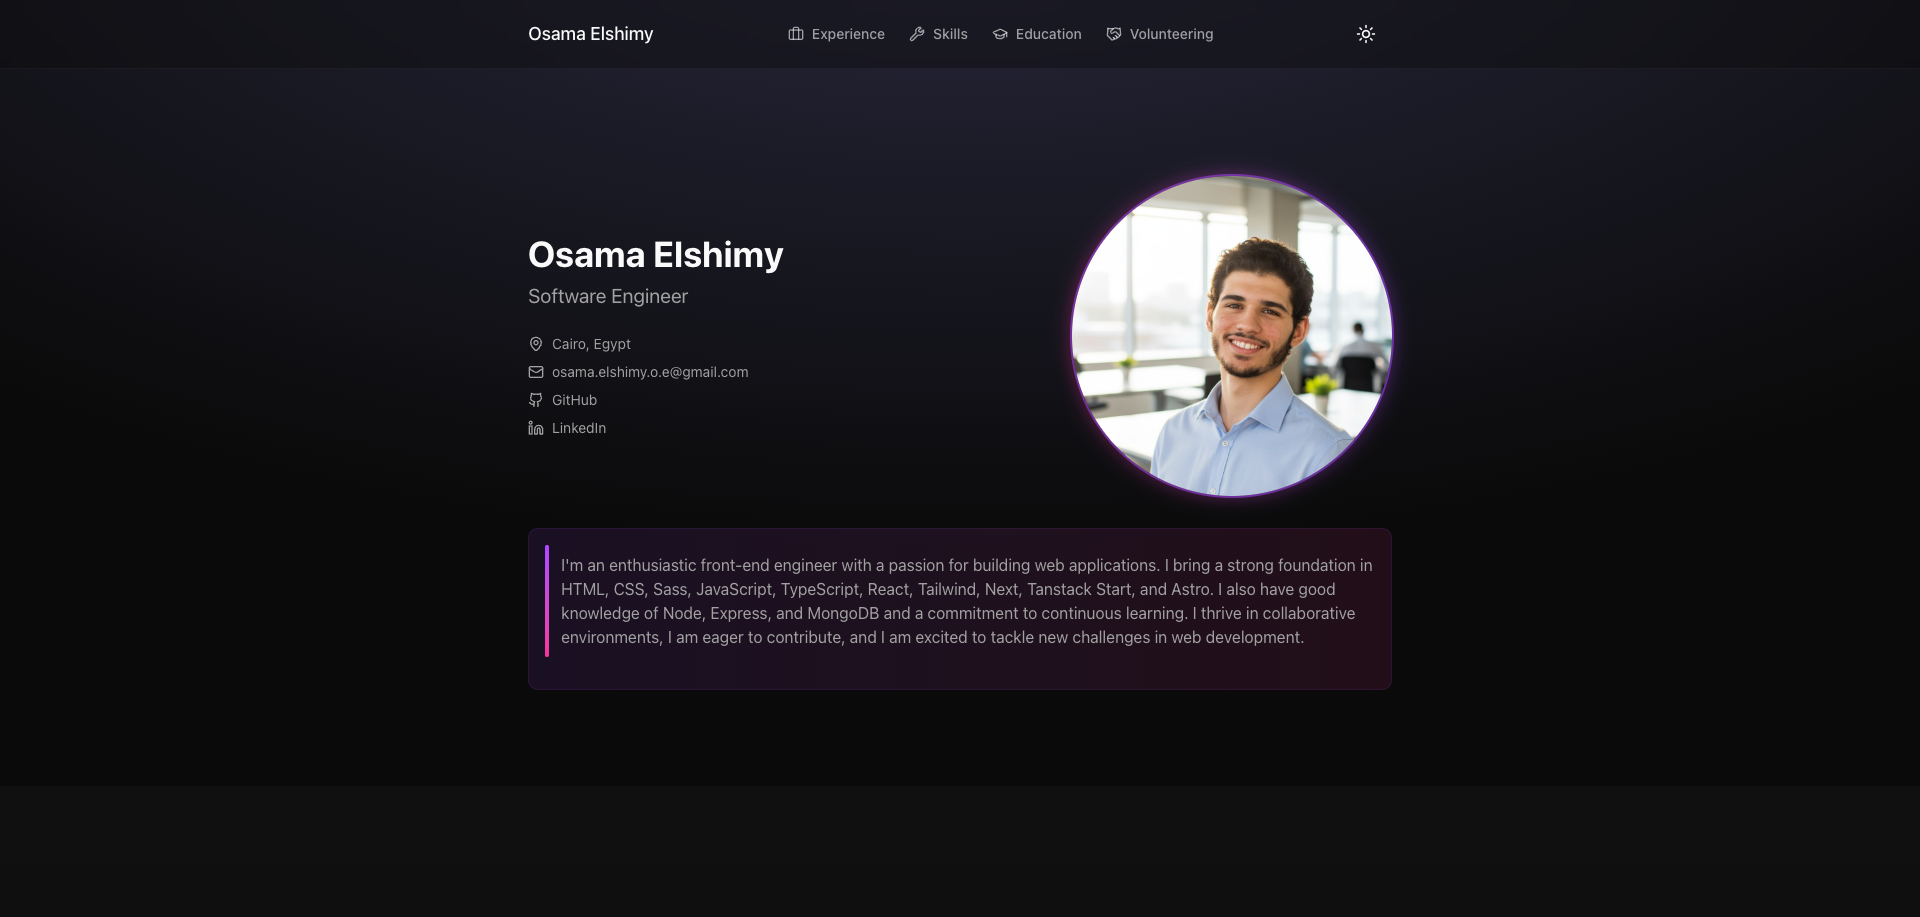 Osama Elshimy
Experience
Skills
Education
Volunteering
Osama Elshimy
Software Engineer
Cairo, Egypt
osama.elshimy.o.e@gmail.com
GitHub
LinkedIn
I'm an enthusiastic front-end engineer with a passion for building web applications. I bring a strong foundation in
HTML, CSS, Sass, JavaScript, TypeScript, React, Tailwind, Next, Tanstack Start, and Astro. I also have good
knowledge of Node, Express, and MongoDB and a commitment to continuous learning. I thrive in collaborative
environments, I am eager to contribute, and I am excited to tackle new challenges in web development.